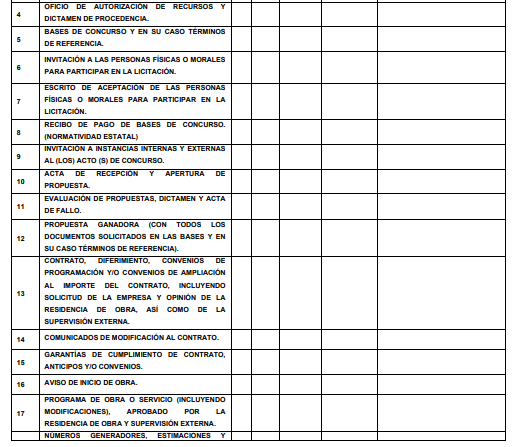 4
OFICIO DE AUTORIZACIÓN DE RECURSOS Y
DICTAMEN DE PROCEDENCIA.
5
BASES DE CONCURSO Y EN SU CASO TÉRMINOS
DE REFERENCIA.
6
INVITACIÓN A LAS PERSONAS FÍSICAS O MORALES
PARA PARTICIPAR EN LA LICITACIÓN.
7
ESCRITO DE ACEPTACIÓN DE LAS PERSONAS
FÍSICAS O MORALES PARA PARTICIPAR EN LA
LICITACIÓN.
8
RECIBO DE PAGO DE BASES DE CONCURSO.
(NORMATIVIDAD ESTATAL)
9
INVITACIÓN A INSTANCIAS INTERNAS Y EXTERNAS
AL (LOS) ACTO (S) DE CONCURSO.
10
ACTA DE RECEPCIÓN Y APERTURA DE
PROPUESTA.
11
EVALUACIÓN DE PROPUESTAS, DICTAMEN Y ACTA
DE FALLO.
12
PROPUESTA GANADORA (CON TODOS LOS
DOCUMENTOS SOLICITADOS EN LAS BASES Y EN
SU CASO TÉRMINOS DE REFERENCIA).
13
CONTRATO, DIFERIMIENTO, CONVENIOS DE
PROGRAMACIÓN Y/O CONVENIOS DE AMPLIACIÓN
AL IMPORTE DEL CONTRATO, INCLUYENDO
SOLICITUD DE LA EMPRESA Y OPINIÓN DE LA
RESIDENCIA DE OBRA, ASÍ COMO DE LA
SUPERVISIÓN EXTERNA.
14
COMUNICADOS DE MODIFICACIÓN AL CONTRATO.
15
GARANTÍAS DE CUMPLIMIENTO DE CONTRATO,
ANTICIPOS Y/O CONVENIOS.
16
AVISO DE INICIO DE OBRA.
17
PROGRAMA DE OBRA O SERVICIO (INCLUYENDO
MODIFICACIONES), APROBADO POR LA
RESIDENCIA DE OBRA Y SUPERVISIÓN EXTERNA.
NÚMEROS GENERADORES, ESTIMACIONES Y